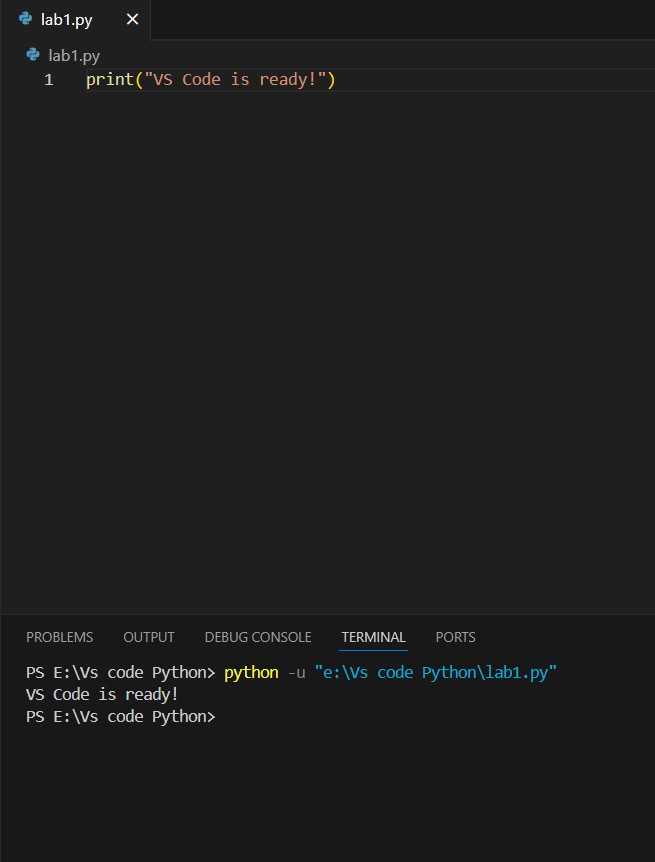 lab1.py
lab1.py
1 print("VS Code is ready!")
PROBLEMS OUTPUT DEBUG CONSOLE TERMINAL PORTS
PS E:\Vs code Python> python -u "e:\Vs code Python\lab1.py"
VS Code is ready!
PS E:\Vs code Python>